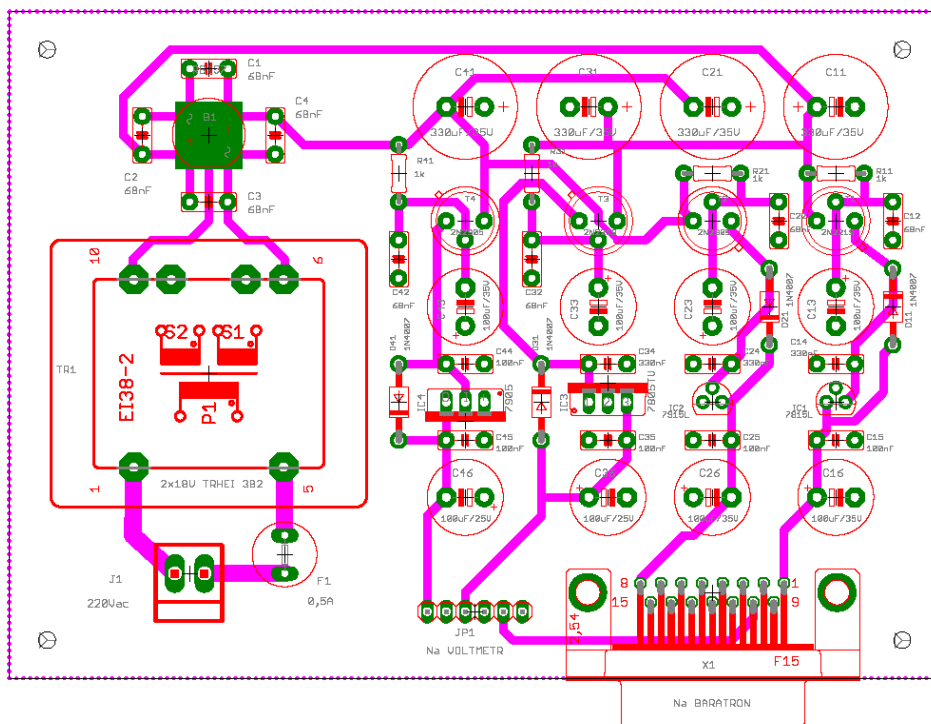 C1
68nF
B1
C4
68nF
C2
68nF
C3
68nF
C41
330uF/35V
C31
330uF/35V
C21
330uF/35V
C11
330uF/35V
R41
1k
R21
1k
R11
1k
T4
T3
C12
68nF
C42
68nF
C32
68nF
68nF
10
6
TR1
S2
S1
EI38-2
P1
1
5
2x18V TRHEI 382
C33
100uF/35V
C23
100uF/35V
C13
100uF/35V
100uF/35V
D21
1N4007
D11
1N4007
D41
1N4007
D31
1N4007
C44
100nF
C34
330nF
C24
330nF
C14
330nF
IC4
7905
IC3
7805TV
IC2
7815L
IC1
7815L
C45
100nF
C35
100nF
C25
100nF
C15
100nF
C46
100uF/25V
100uF/25V
C26
100uF/35V
C16
100uF/35V
J1
220Vac
F1
0,5A
JP1
Na VOLTMETR
8
1
15
9
2,54
F15
X1
Na BARATRON